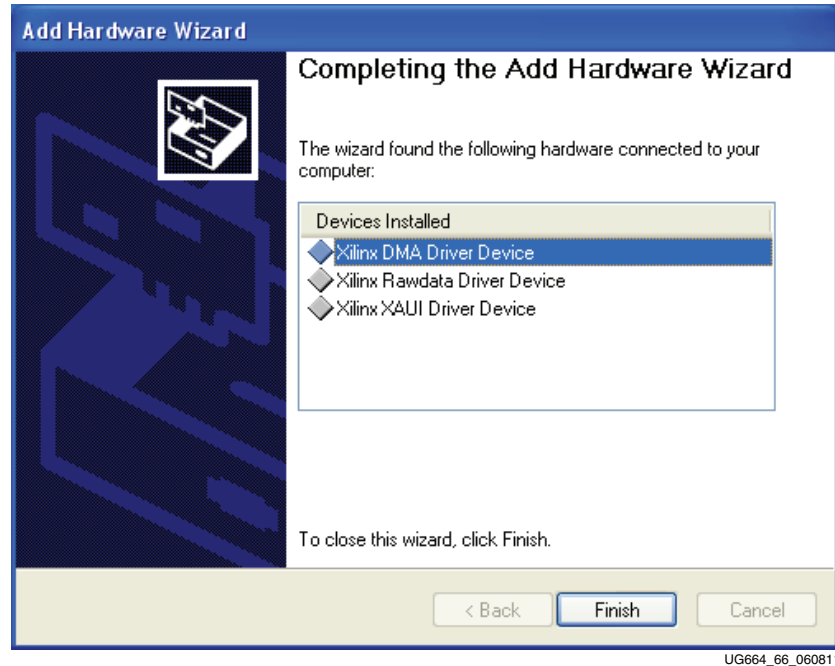 Add Hardware Wizard
Completing the Add Hardware Wizard
The wizard found the following hardware connected to your
computer:
Devices Installed
Xilinx DMA Driver Device
Xilinx Rawdata Driver Device
Xilinx XAUI Driver Device
To close this wizard, click Finish.
< Back Finish Cancel
UG664_66_06081